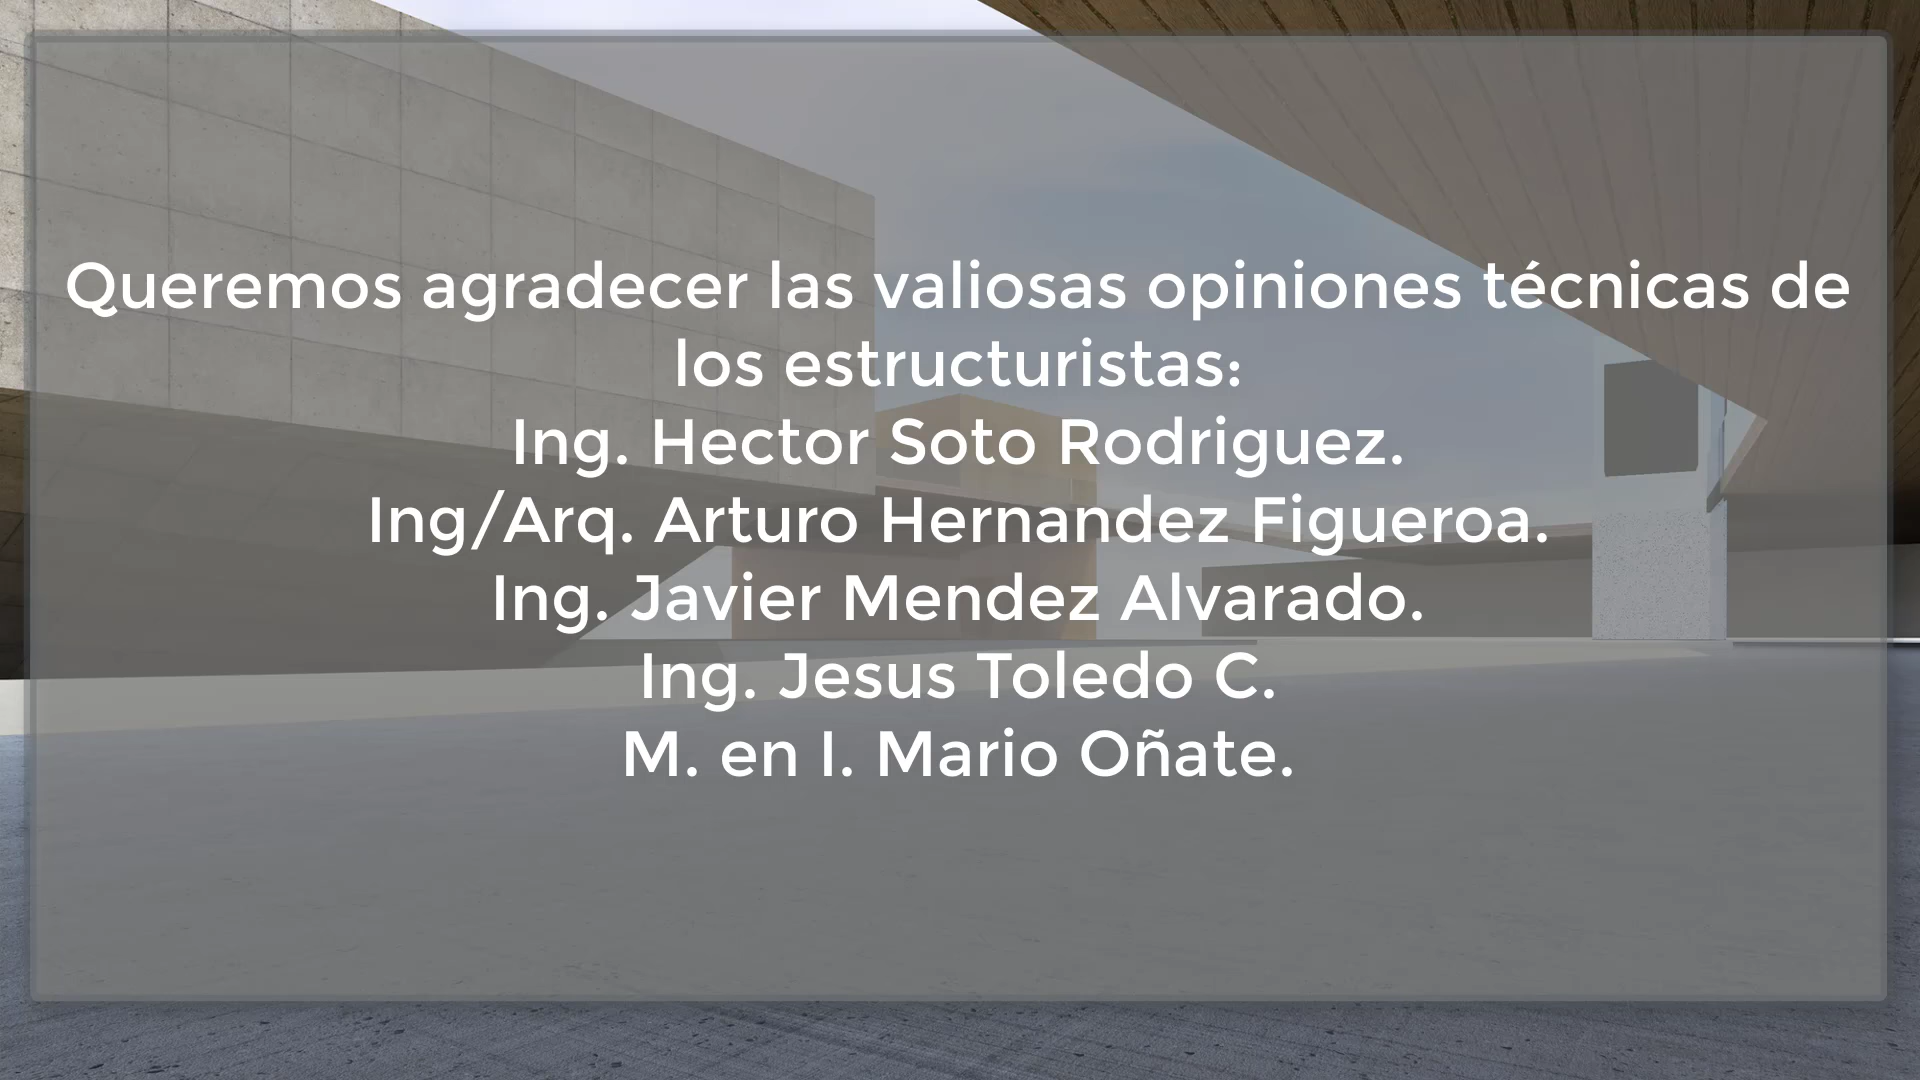 Queremos agradecer las valiosas opiniones técnicas de
los estructuristas:
Ing. Hector Soto Rodriguez.
Ing/Arq. Arturo Hernandez Figueroa.
Ing. Javier Mendez Alvarado.
Ing. Jesus Toledo C.
M. en I. Mario Oñate.